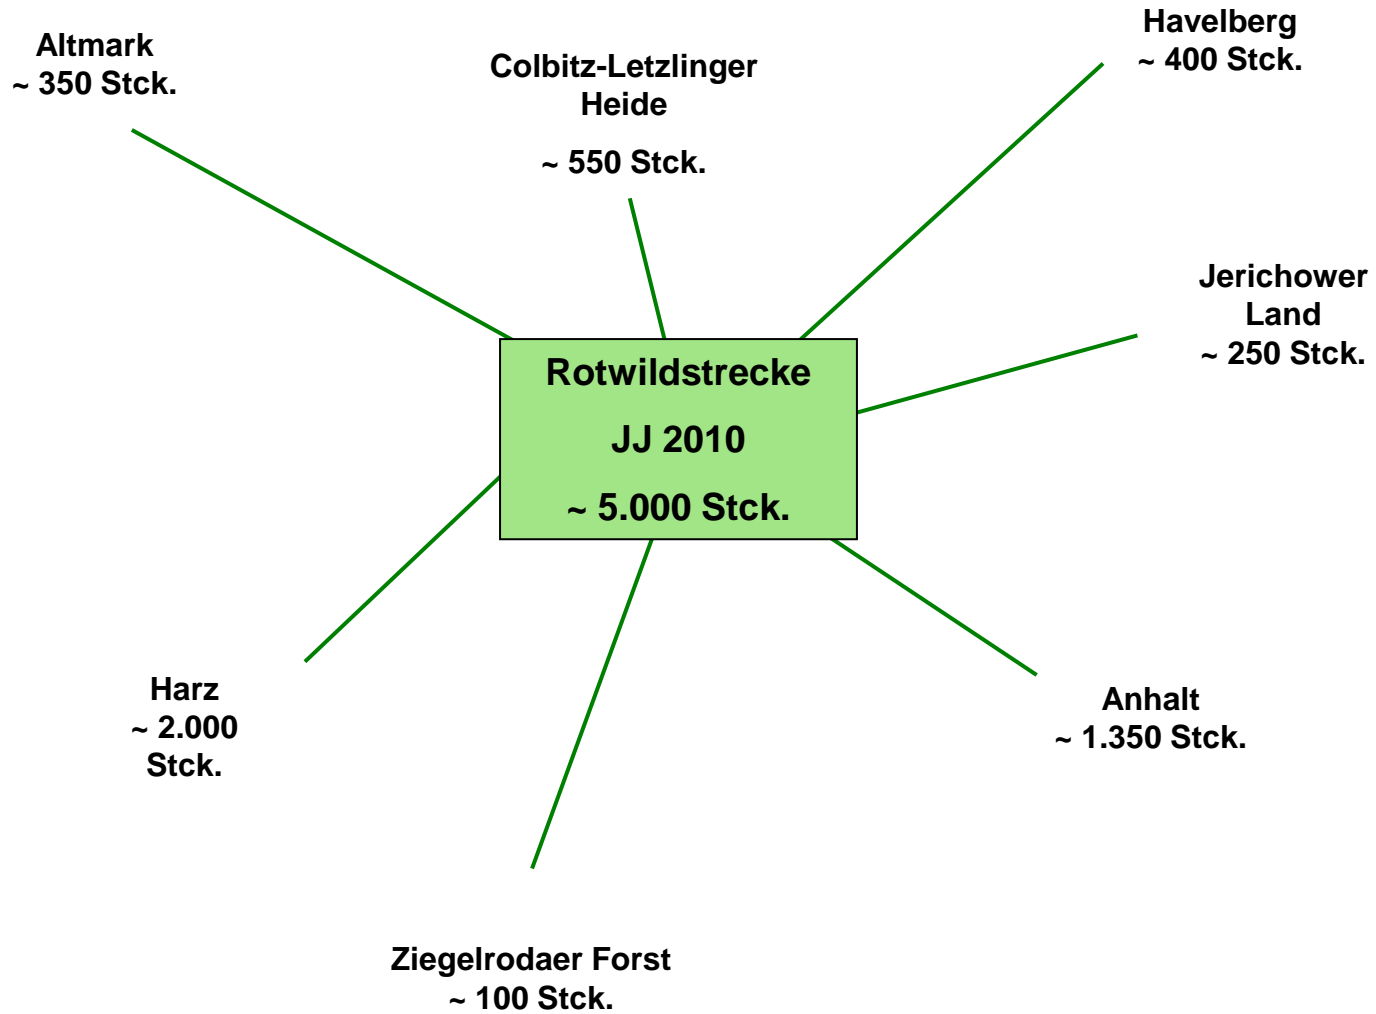 Altmark
~ 350 Stck.
Colbitz-Letzlinger
Heide
~ 550 Stck.
Havelberg
~ 400 Stck.
Jerichower
Land
~ 250 Stck.
Rotwildstrecke
JJ 2010
~ 5.000 Stck.
Harz
~ 2.000
Stck.
Anhalt
~ 1.350 Stck.
Ziegelrodaer Forst
~ 100 Stck.